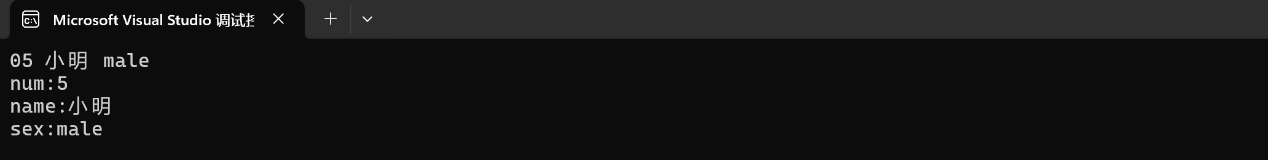 Microsoft Visual Studio 调试
05 小明 male
num:5
name:小明
sex:male